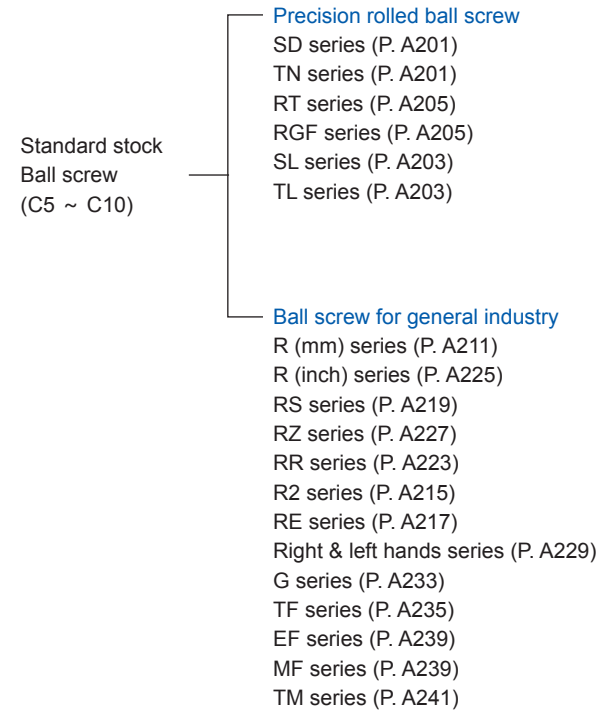 Standard stock
Ball screw
(C5 ～ C10)
Precision rolled ball screw
SD series (P. A201)
TN series (P. A201)
RT series (P. A205)
RGF series (P. A205)
SL series (P. A203)
TL series (P. A203)
Ball screw for general industry
R (mm) series (P. A211)
R (inch) series (P. A225)
RS series (P. A219)
RZ series (P. A227)
RR series (P. A223)
R2 series (P. A215)
RE series (P. A217)
Right & left hands series (P. A229)
G series (P. A233)
TF series (P. A235)
EF series (P. A239)
MF series (P. A239)
TM series (P. A241)